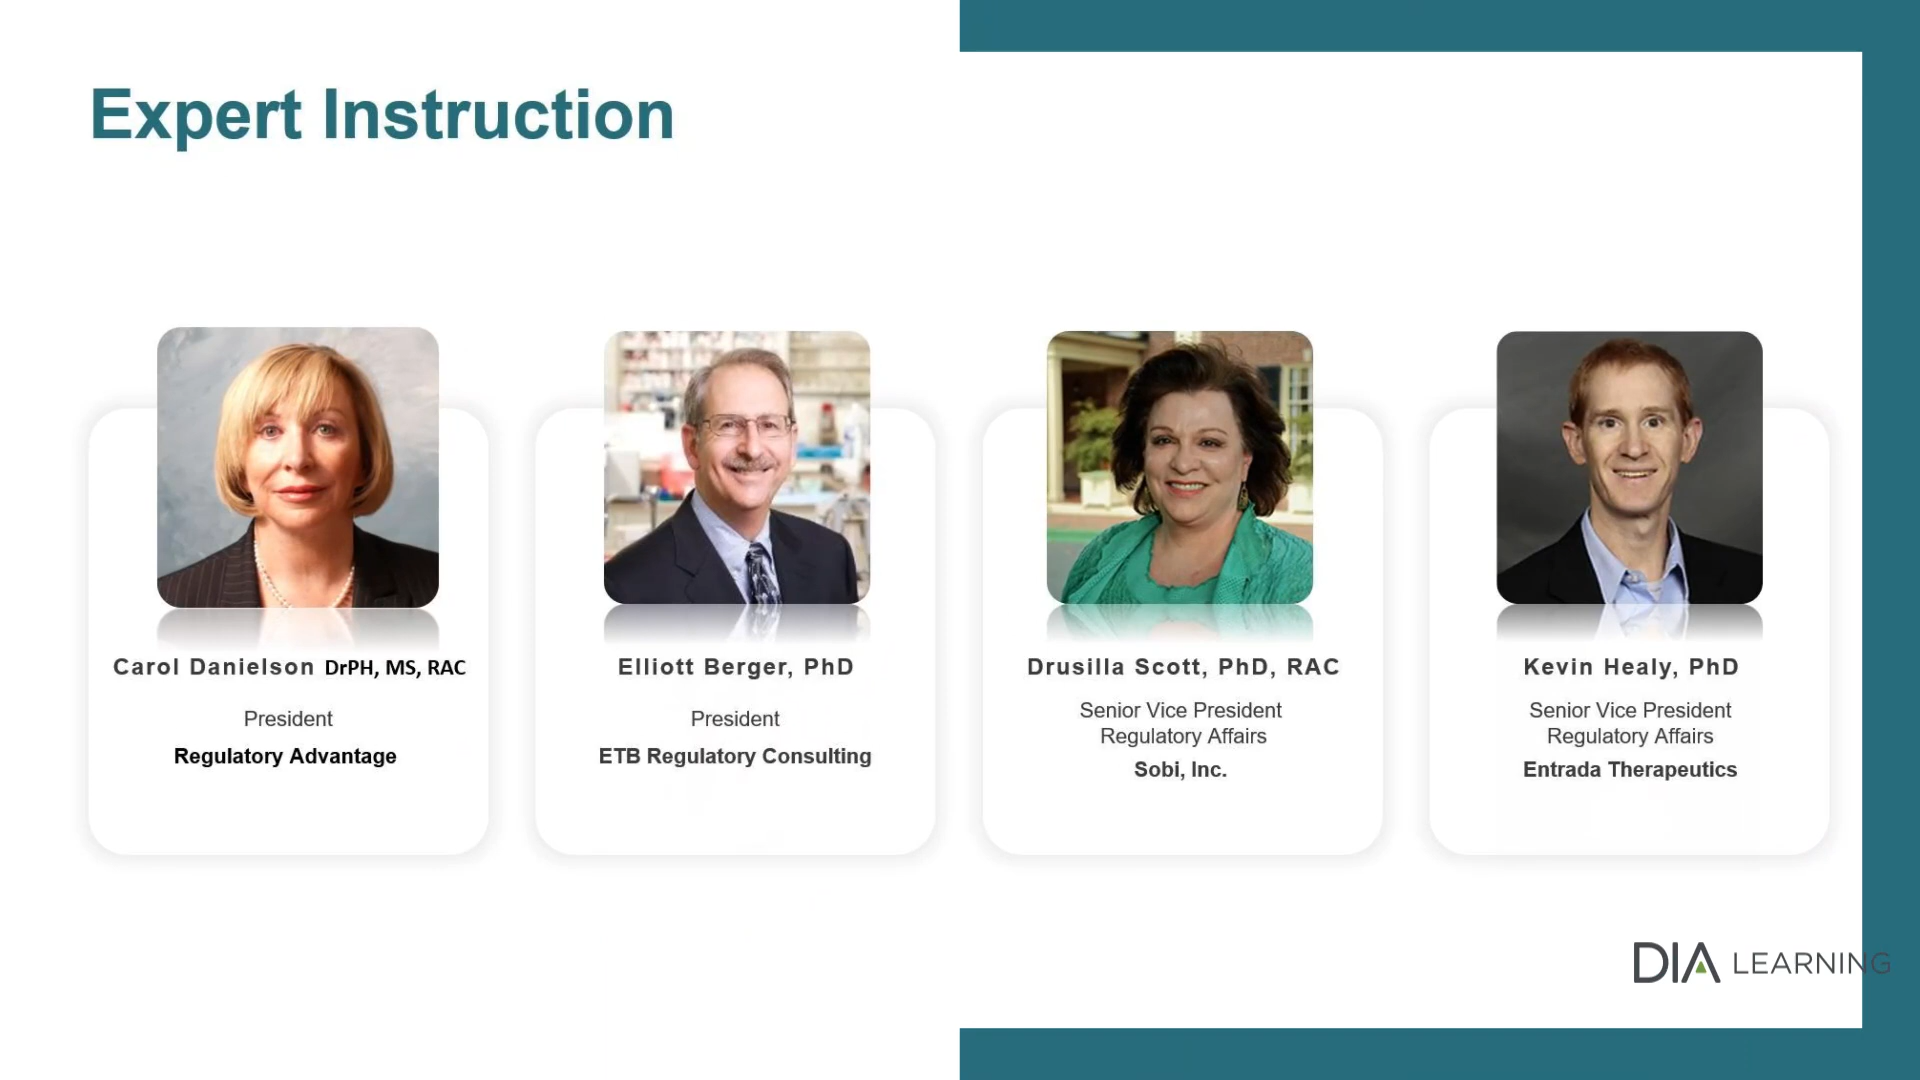 Expert Instruction
Carol Danielson DrPH, MS, RAC
President
Regulatory Advantage
Elliott Berger, PhD
President
ETB Regulatory Consulting
Drusilla Scott, PhD, RAC
Senior Vice President
Regulatory Affairs
Sobi, Inc.
Kevin Healy, PhD
Senior Vice President
Regulatory Affairs
Entrada Therapeutics
DIA LEARNING